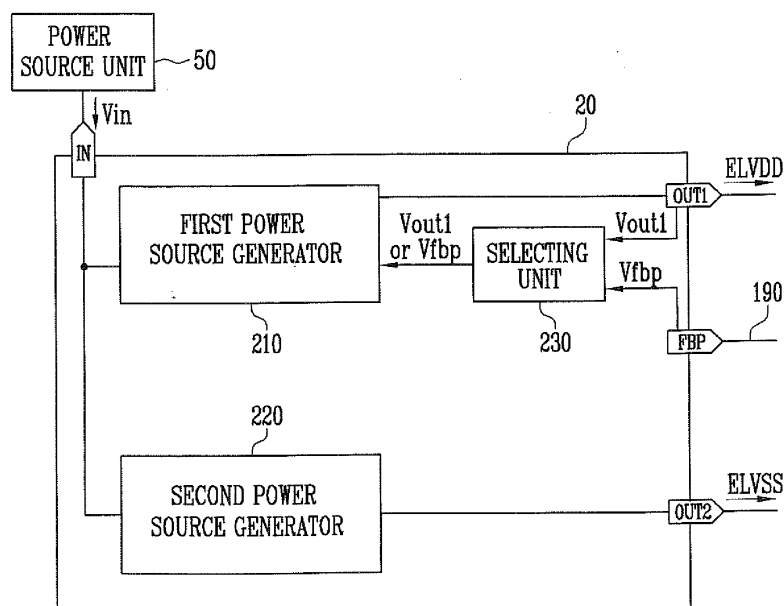 POWER
SOURCE UNIT
50
Vin
IN
20
ELVDD
OUT1
FIRST POWER
SOURCE GENERATOR
Vout1
or Vfbp
SELECTING
UNIT
Vout1
Vfbp
190
210
230
FBP
220
SECOND POWER
SOURCE GENERATOR
ELVSS
OUT2